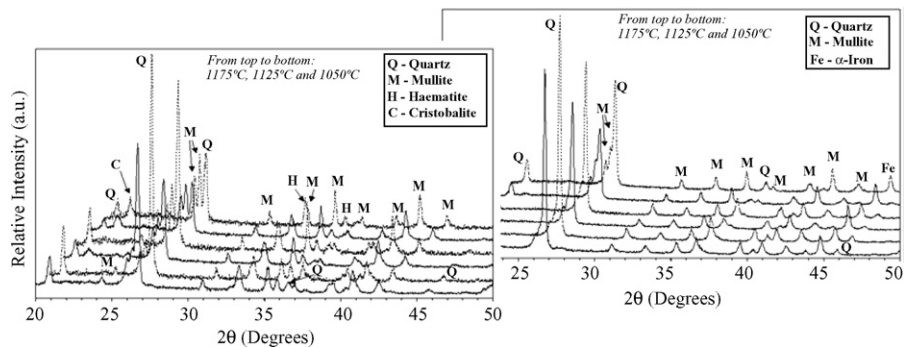 From top to bottom:
1175ºC, 1125ºC and 1050ºC
Q - Quartz
M - Mullite
H - Haematite
C - Cristobalite
Q
M
Q
C
Q
M
H
M
M
M
H
M
M
M
M
Q
Q
Relative Intensity (a.u.)
20 25 30 35 40 45 50
2θ (Degrees)
From top to bottom:
1175ºC, 1125ºC and 1050ºC
Q - Quartz
M - Mullite
Fe - α-Iron
Q
Q
M
Q
M
M
M
Q
M
M
M
Fe
Q
25 30 35 40 45 50
2θ (Degrees)